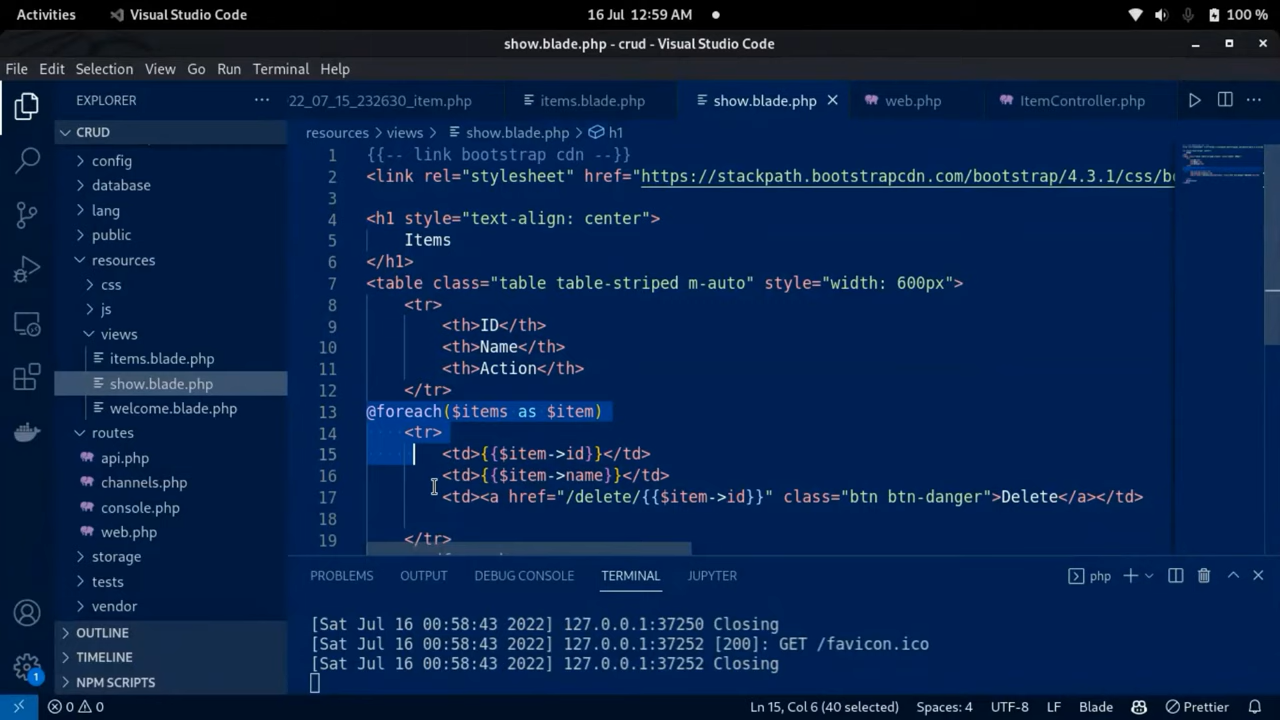 Activities
Visual Studio Code
16 Jul 12:59 AM
100 %
show.blade.php - crud - Visual Studio Code
File Edit Selection View Go Run Terminal Help
EXPLORER
22_07_15_232630_item.php
items.blade.php
show.blade.php
web.php
ItemController.php
CRUD
config
database
lang
public
resources
css
js
views
items.blade.php
show.blade.php
welcome.blade.php
routes
api.php
channels.php
console.php
web.php
storage
tests
vendor
OUTLINE
TIMELINE
NPM SCRIPTS
1
resources > views > show.blade.php > h1
1 {{-- link bootstrap cdn --}}
2 <link rel="stylesheet" href="https://stackpath.bootstrapcdn.com/bootstrap/4.3.1/css/bo
3
4 <h1 style="text-align: center">
5 Items
6 </h1>
7 <table class="table table-striped m-auto" style="width: 600px">
8 <tr>
9 <th>ID</th>
10 <th>Name</th>
11 <th>Action</th>
12 </tr>
13 @foreach($items as $item)
14 <tr>
15 <td>{{$item->id}}</td>
16 <td>{{$item->name}}</td>
17 <td><a href="/delete/{{$item->id}}" class="btn btn-danger">Delete</a></td>
18
19 </tr>
PROBLEMS OUTPUT DEBUG CONSOLE TERMINAL JUPYTER
php
[Sat Jul 16 00:58:43 2022] 127.0.0.1:37250 Closing
[Sat Jul 16 00:58:43 2022] 127.0.0.1:37252 [200]: GET /favicon.ico
[Sat Jul 16 00:58:43 2022] 127.0.0.1:37252 Closing
0 0
Ln 15, Col 6 (40 selected)
Spaces: 4
UTF-8
LF
Blade
Prettier